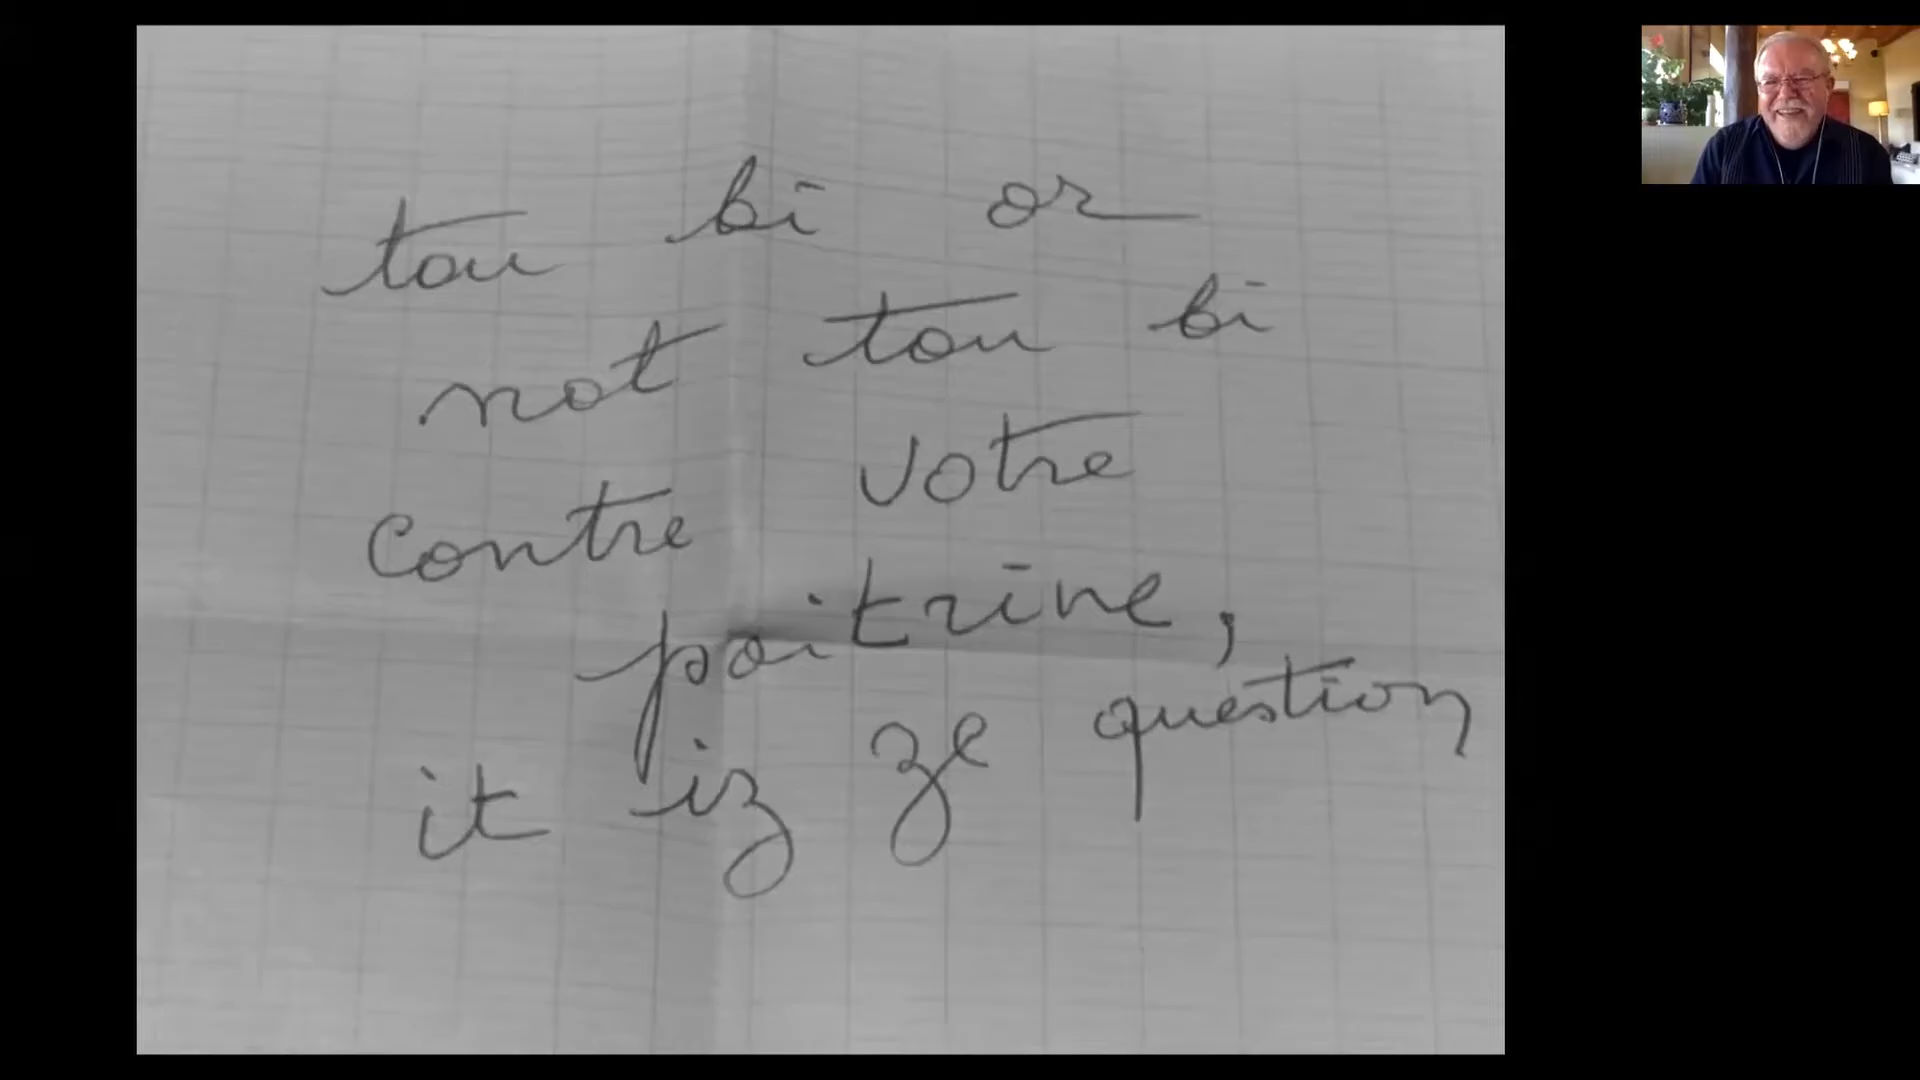 tou bi or
not tou bi
contre votre
poitrine,
it iz ze question